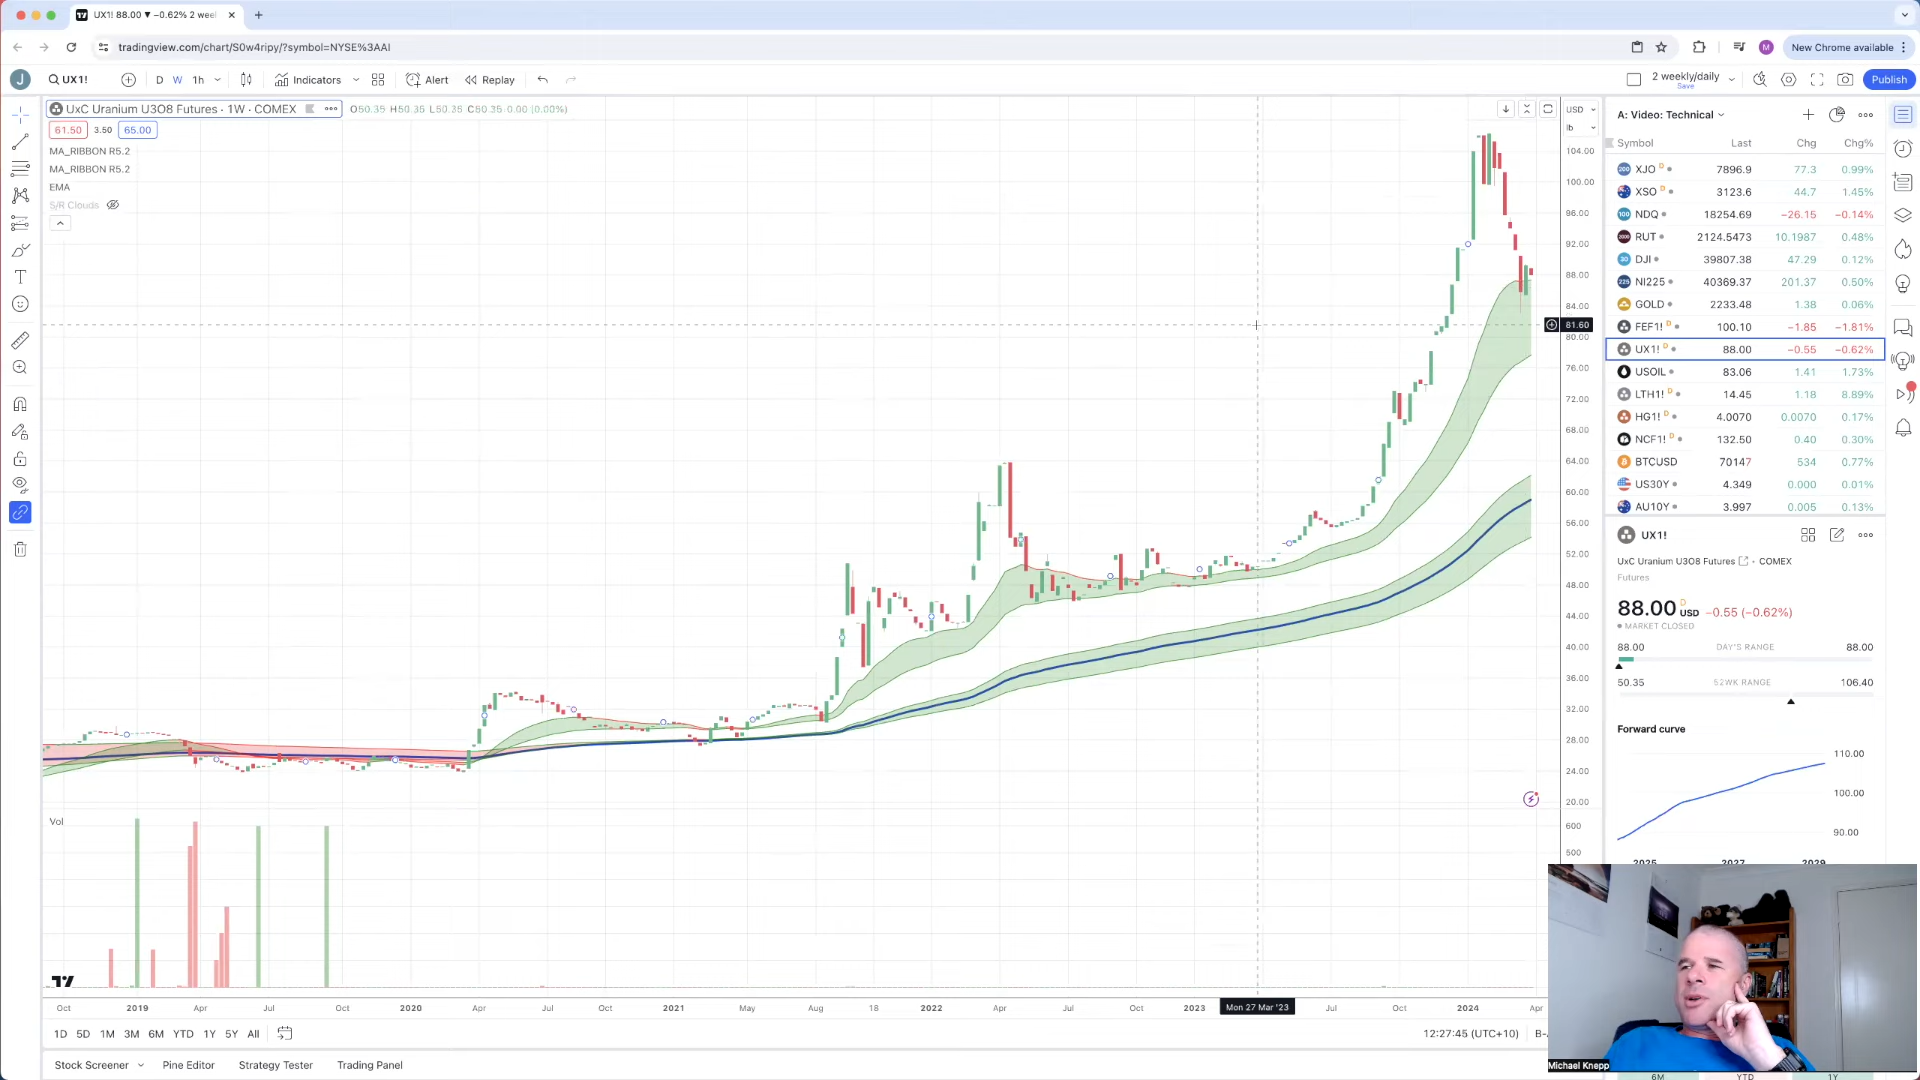 UX1! 88.00 ▼ −0.62% 2 weel
tradingview.com/chart/S0w4ripy/?symbol=NYSE%3AAI
M
New Chrome available
J
UX1!
D W 1h
Indicators
Alert
Replay
2 weekly/daily
Save
Publish
UxC Uranium U3O8 Futures · 1W · COMEX
O50.35 H50.35 L50.35 C50.35 0.00 (0.00%)
61.50 3.50 65.00
MA_RIBBON R5.2
MA_RIBBON R5.2
EMA
S/R Clouds
USD
lb
104.00
100.00
96.00
92.00
88.00
84.00
81.60
80.00
76.00
72.00
68.00
64.00
60.00
56.00
52.00
48.00
44.00
40.00
36.00
32.00
28.00
24.00
20.00
Vol
600
500
Oct 2019 Apr Jul Oct 2020 Apr Jul Oct 2021 May Aug 18 2022 Apr Jul Oct 2023 Mon 27 Mar '23 Jul Oct 2024 Apr
1D 5D 1M 3M 6M YTD 1Y 5Y All
12:27:45 (UTC+10)
B-
Stock Screener
Pine Editor
Strategy Tester
Trading Panel
A: Video: Technical
Symbol Last Chg Chg%
XJO D 7896.9 77.3 0.99%
XSO D 3123.6 44.7 1.45%
NDQ 18254.69 −26.15 −0.14%
RUT 2124.5473 10.1987 0.48%
DJI 39807.38 47.29 0.12%
NI225 40369.37 201.37 0.50%
GOLD 2233.48 1.38 0.06%
FEF1! D 100.10 −1.85 −1.81%
UX1! D 88.00 −0.55 −0.62%
USOIL 83.06 1.41 1.73%
LTH1! D 14.45 1.18 8.89%
HG1! D 4.0070 0.0070 0.17%
NCF1! D 132.50 0.40 0.30%
BTCUSD 70147 534 0.77%
US30Y 4.349 0.000 0.01%
AU10Y 3.997 0.005 0.13%
UX1!
UxC Uranium U3O8 Futures · COMEX
Futures
88.00 D USD −0.55 (−0.62%)
MARKET CLOSED
88.00 DAY'S RANGE 88.00
50.35 52WK RANGE 106.40
Forward curve
110.00
100.00
90.00
2025 2027 2029
Michael Knepp
6M YTD 1Y